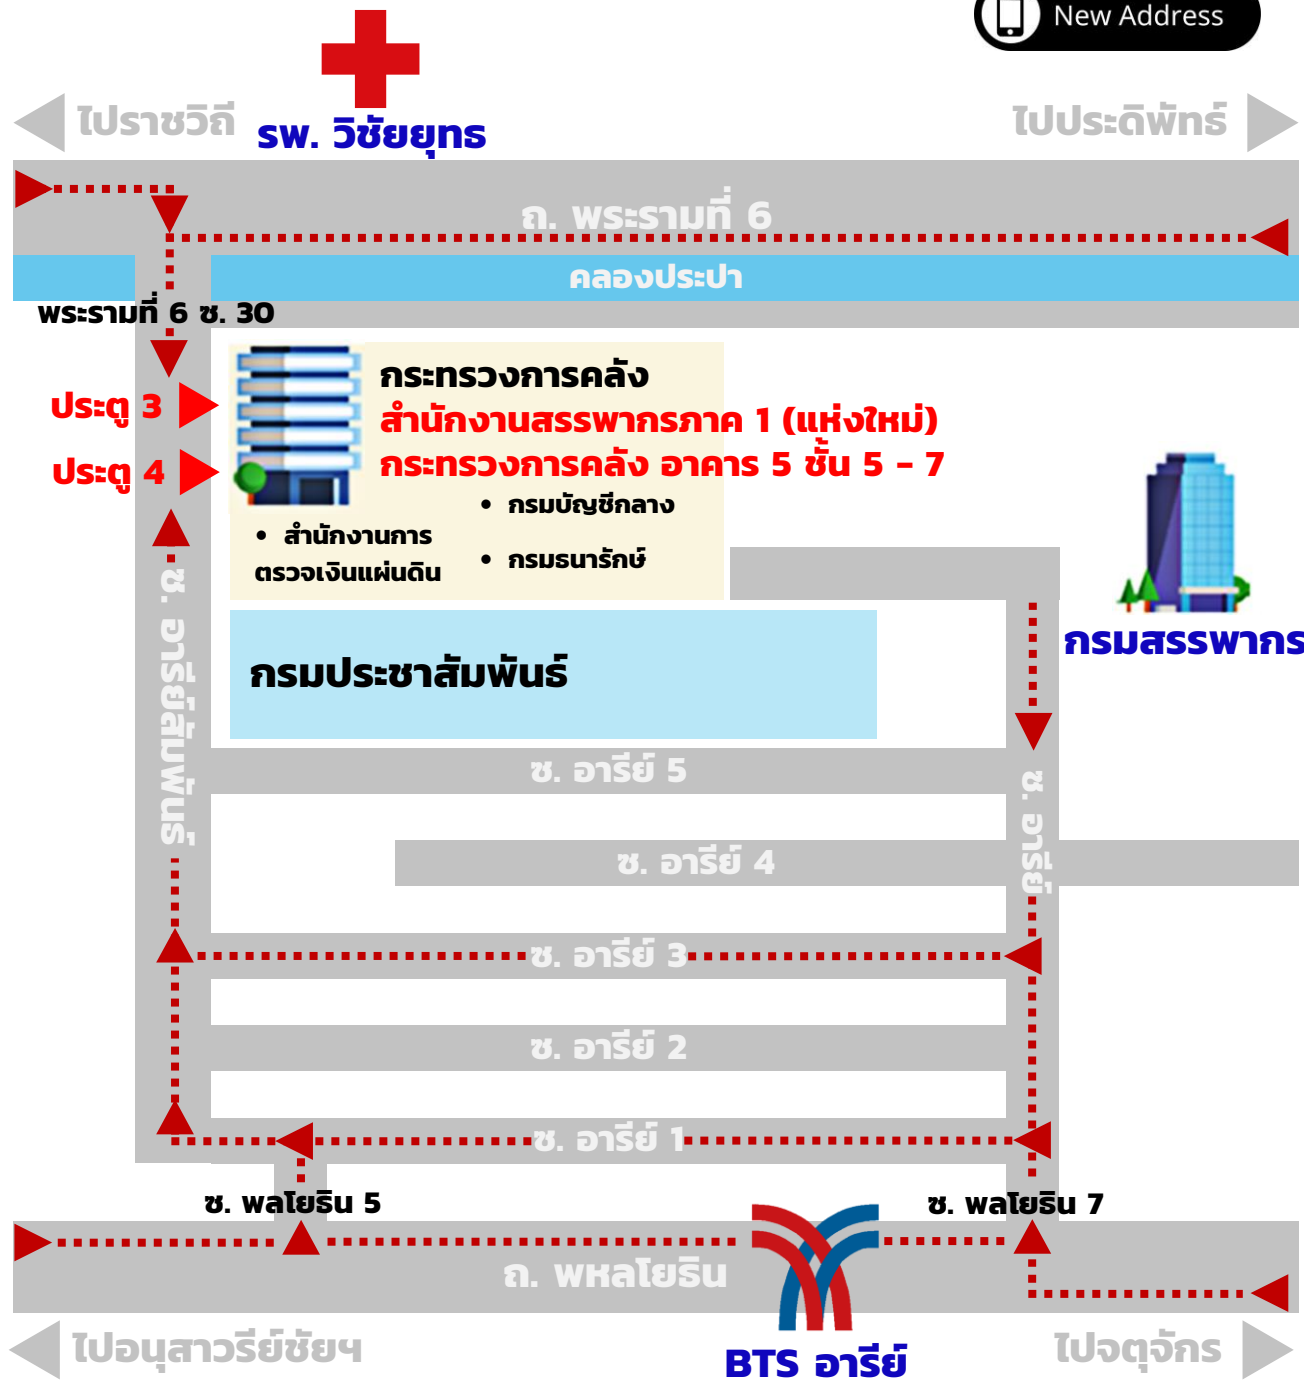 New Address
ไปราชวิถี
รพ. วิชัยยุทธ
ไปประดิพัทธ์
ถ. พระรามที่ 6
คลองประปา
พระรามที่ 6 ซ. 30
กระทรวงการคลัง
ประตู 3
สำนักงานสรรพากรภาค 1 (แห่งใหม่)
ประตู 4
กระทรวงการคลัง อาคาร 5 ชั้น 5 - 7
• กรมบัญชีกลาง
• สำนักงานการ
ตรวจเงินแผ่นดิน
• กรมธนารักษ์
ซ. อารีย์สัมพันธ์
กรมสรรพากร
กรมประชาสัมพันธ์
ซ. อารีย์ 5
ซ. อารีย์
ซ. อารีย์ 4
ซ. อารีย์ 3
ซ. อารีย์ 2
ซ. อารีย์ 1
ซ. พลโยธิน 5
ซ. พลโยธิน 7
ถ. พหลโยธิน
ไปอนุสาวรีย์ชัยฯ
BTS อารีย์
ไปจตุจักร